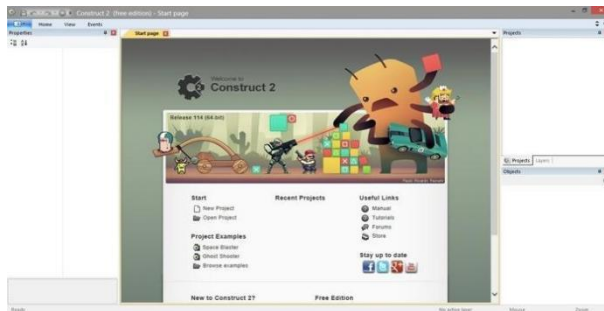 Construct 2 (free edition) - Start page
Home View Events
Properties
Start page
Projects
Welcome to
Construct 2
Release 114 (64-bit)
Start
New Project
Open Project
Recent Projects
Useful Links
Manual
Tutorials
Forums
Store
Project Examples
Space Blaster
Ghost Shooter
Browse examples
Stay up to date
New to Construct 2?
Free Edition
Projects Layers
Objects
Ready